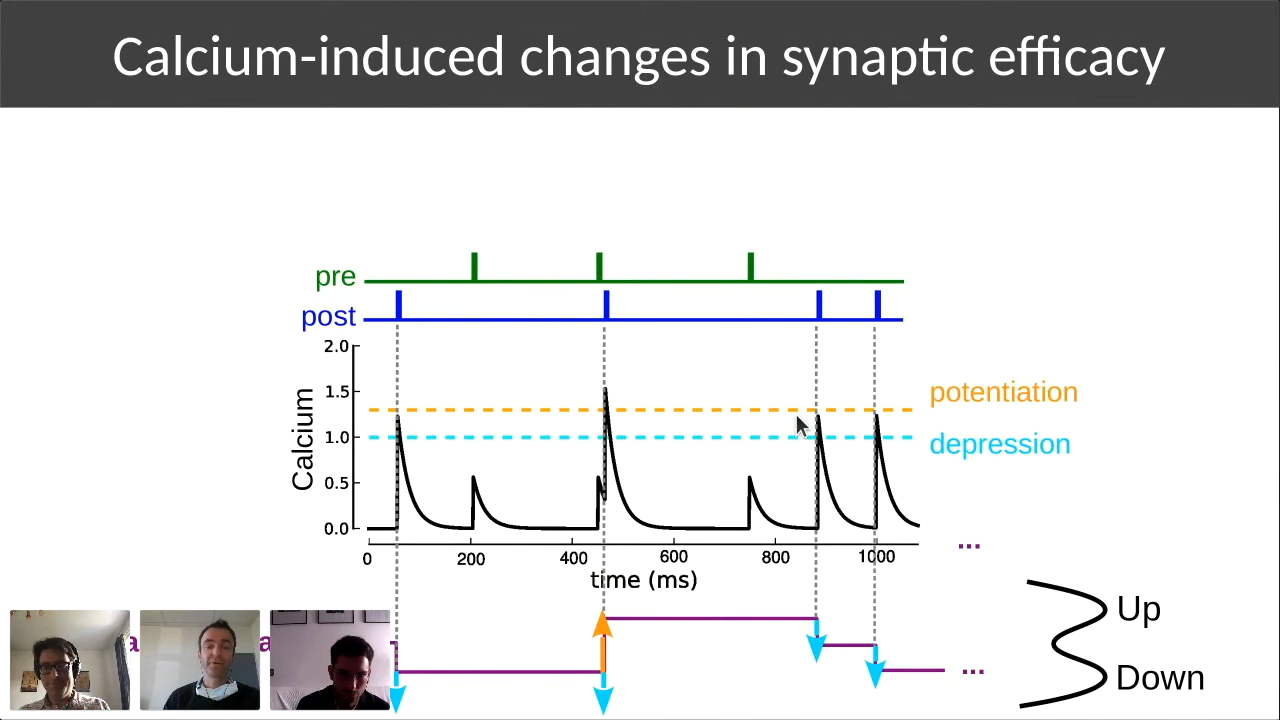 Calcium-induced changes in synaptic efficacy
pre
post
2.0
1.5
1.0
0.5
0.0
Calcium
potentiation
depression
0 200 400 600 800 1000
time (ms)
...
Up
Down
...